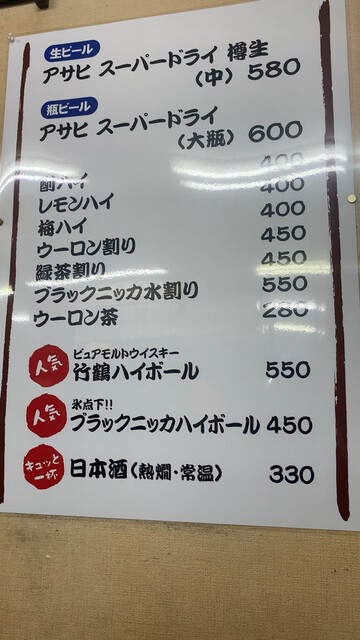 生ビール
アサヒ スーパードライ 樽生
(中) 580
瓶ビール
アサヒ スーパードライ
(大瓶) 600
ハイ 400
レモンハイ 400
梅ハイ 400
ウーロン割り 450
緑茶割り 450
ブラックニッカ水割り 550
ウーロン茶 280
人気
ピュアモルトウイスキー
竹鶴ハイボール 550
人気
氷点下!!
ブラックニッカハイボール 450
キュッと
一杯
日本酒(熱燗・常温) 330